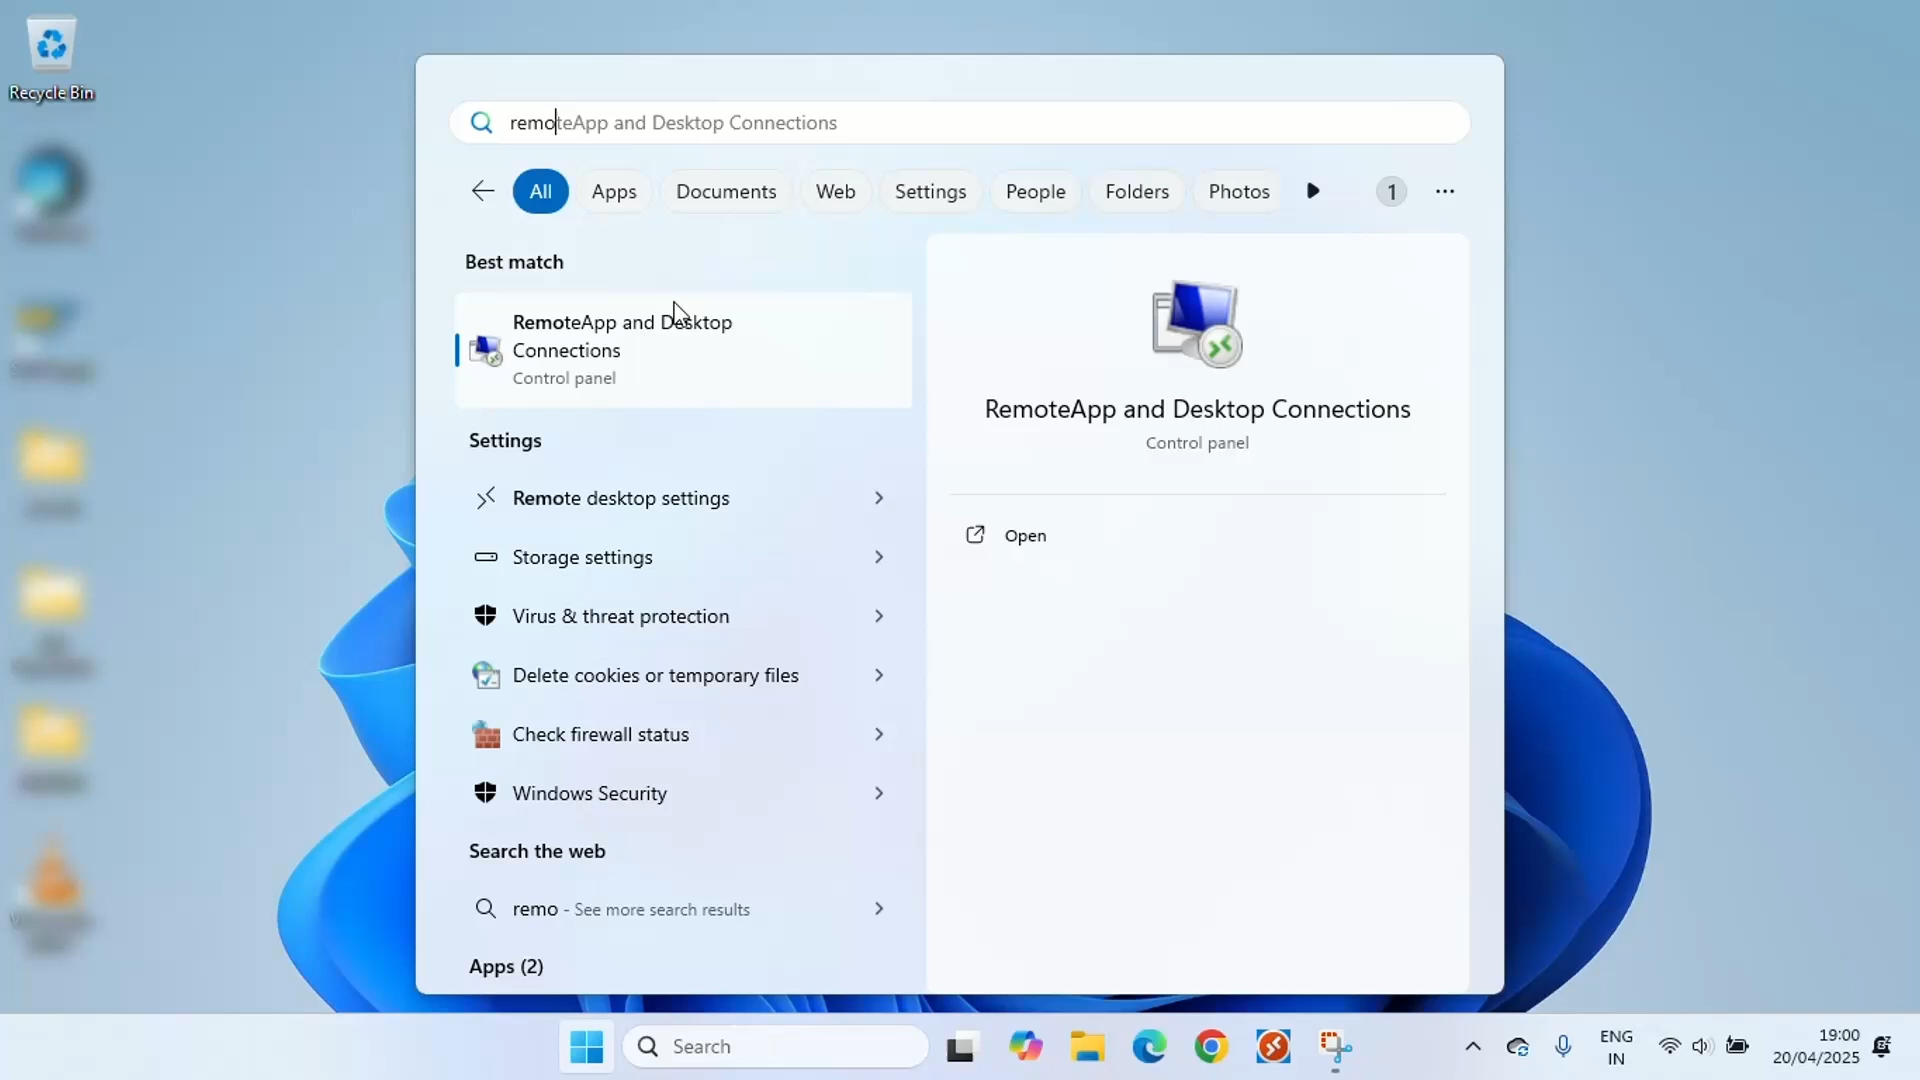 Recycle Bin
remoteApp and Desktop Connections
All
Apps
Documents
Web
Settings
People
Folders
Photos
1
Best match
RemoteApp and Desktop
Connections
Control panel
Settings
Remote desktop settings
Storage settings
Virus & threat protection
Delete cookies or temporary files
Check firewall status
Windows Security
Search the web
remo - See more search results
Apps (2)
RemoteApp and Desktop Connections
Control panel
Open
Search
ENG
IN
19:00
20/04/2025